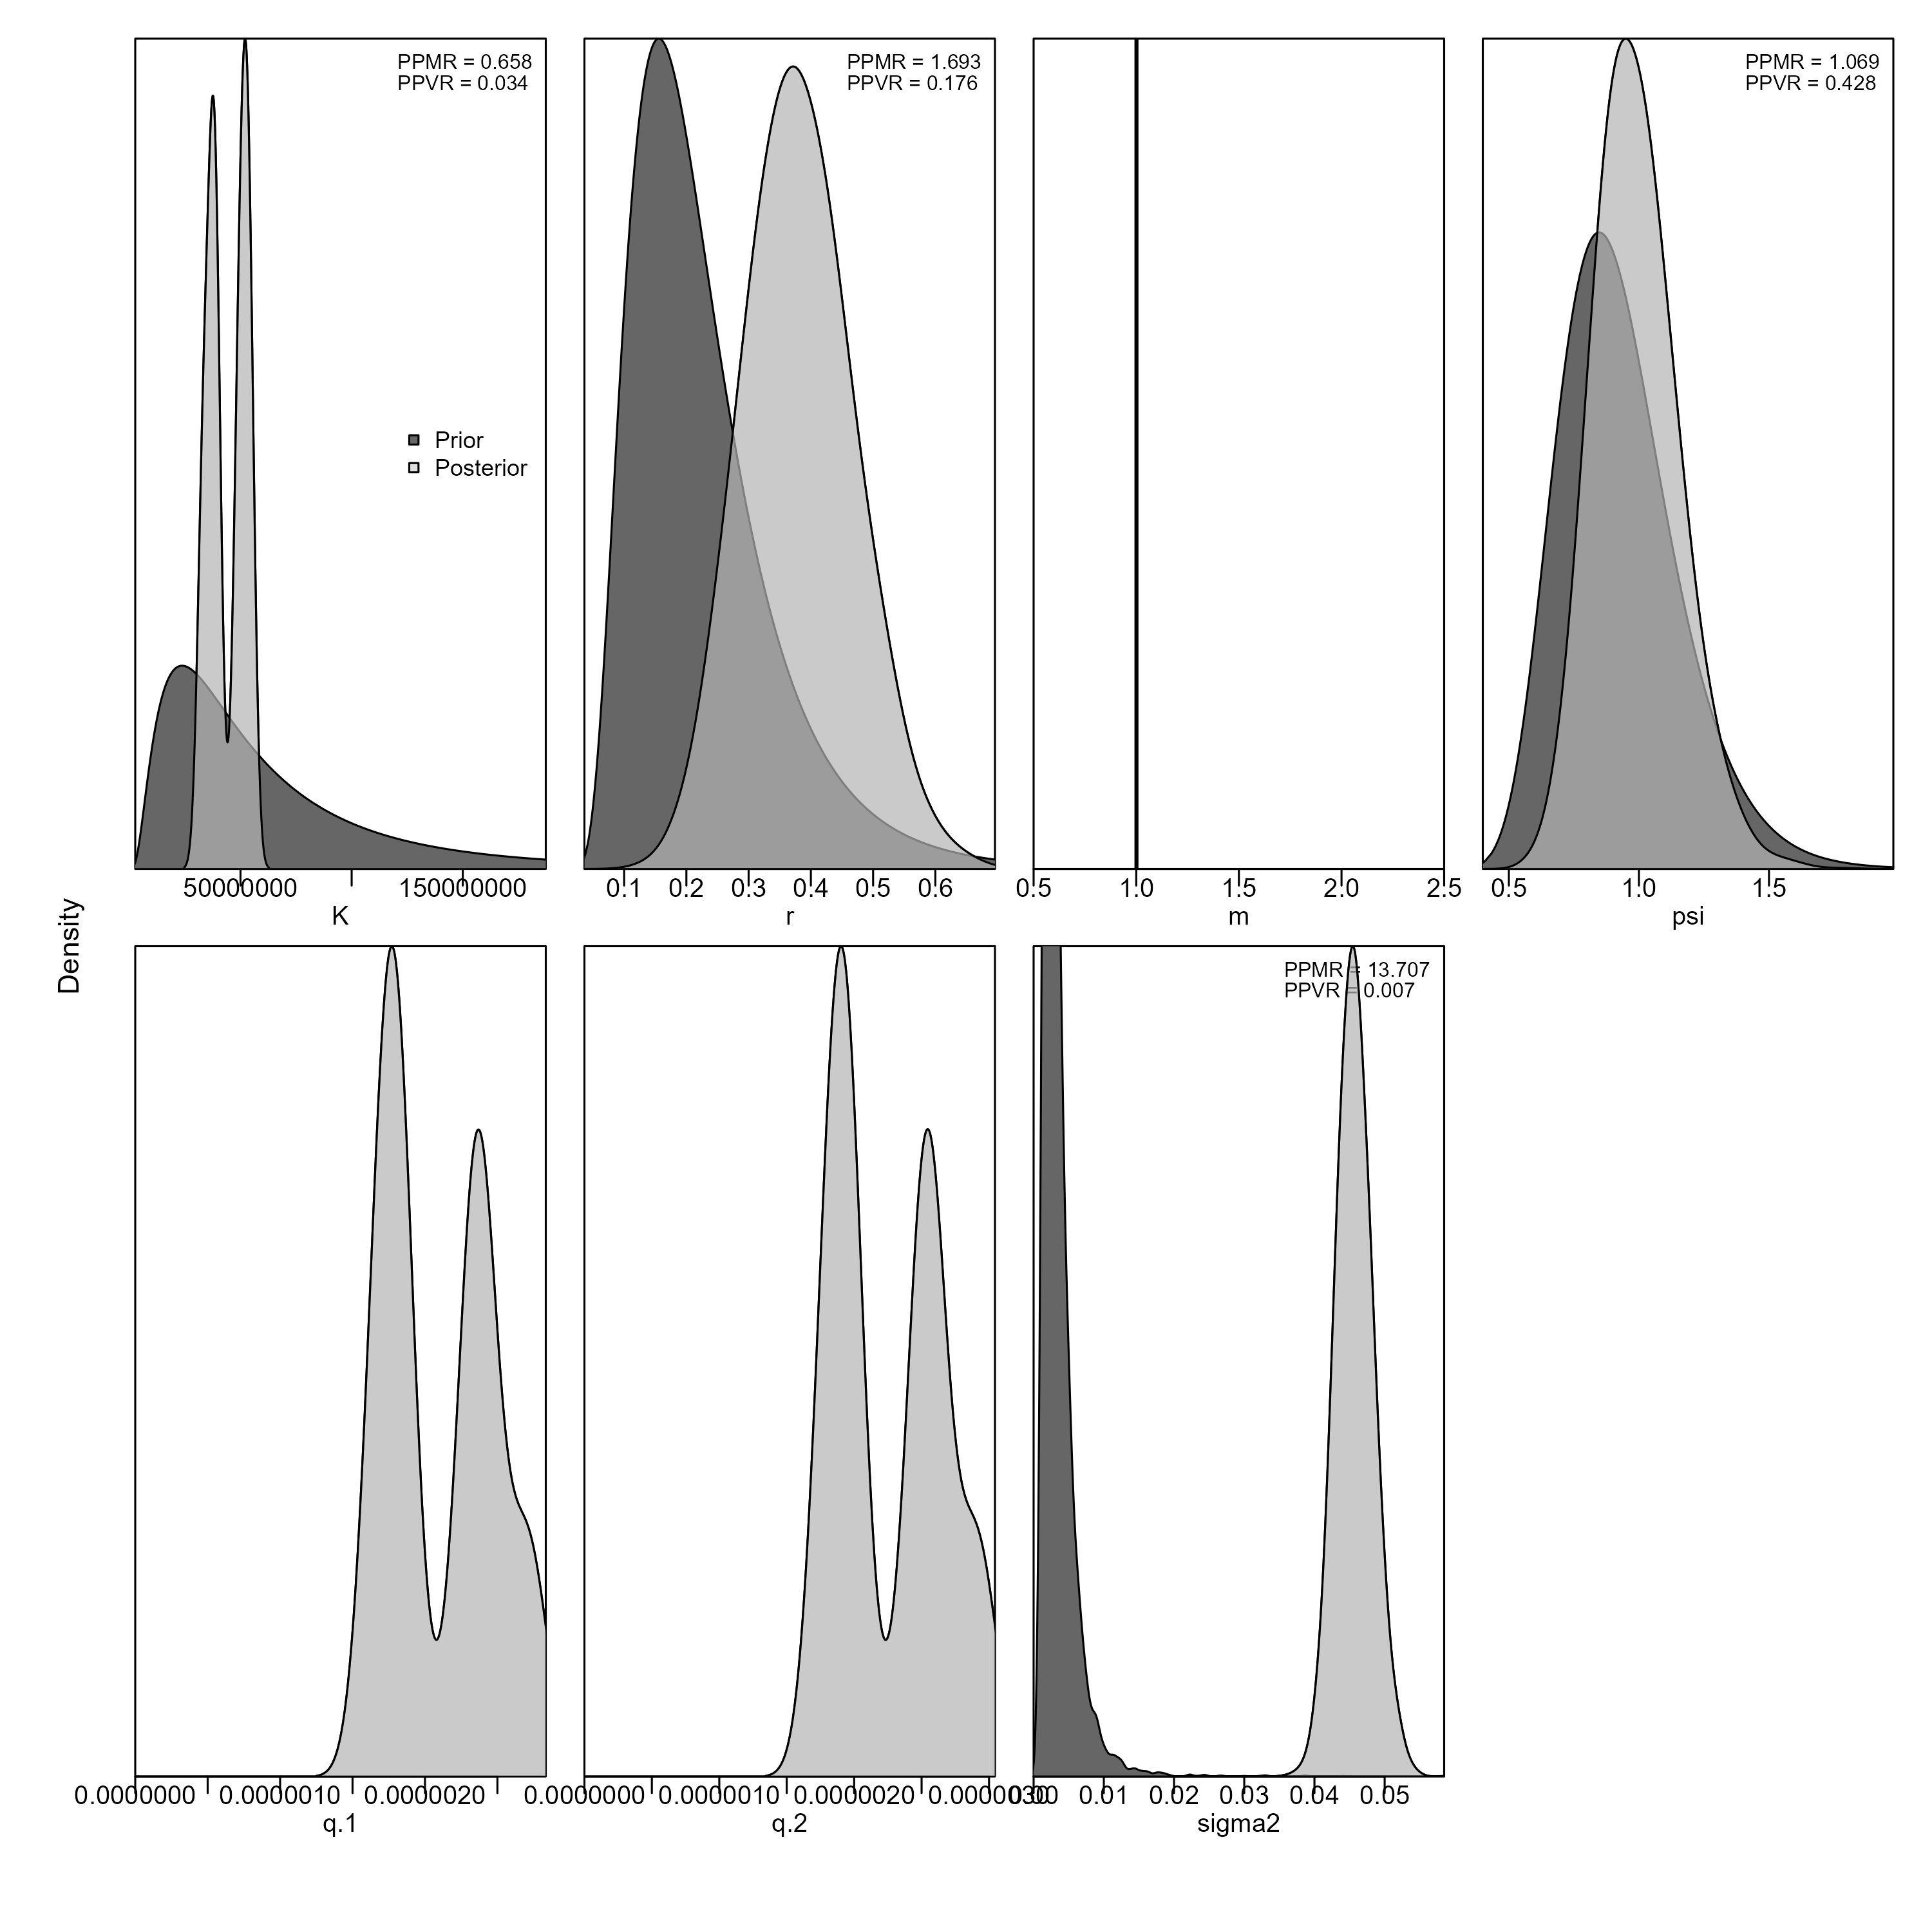 PPMR = 0.658
PPVR = 0.034
Prior
Posterior
50000000 150000000
K
PPMR = 1.693
PPVR = 0.176
0.1 0.2 0.3 0.4 0.5 0.6
r
0.5 1.0 1.5 2.0 2.5
m
PPMR = 1.069
PPVR = 0.428
0.5 1.0 1.5
psi
Density
0.0000000 0.0000010 0.0000020
q.1
0.0000000 0.0000010 0.0000020 0.0000030
q.2
PPMR = 13.707
PPVR = 0.007
0.00 0.01 0.02 0.03 0.04 0.05
sigma2